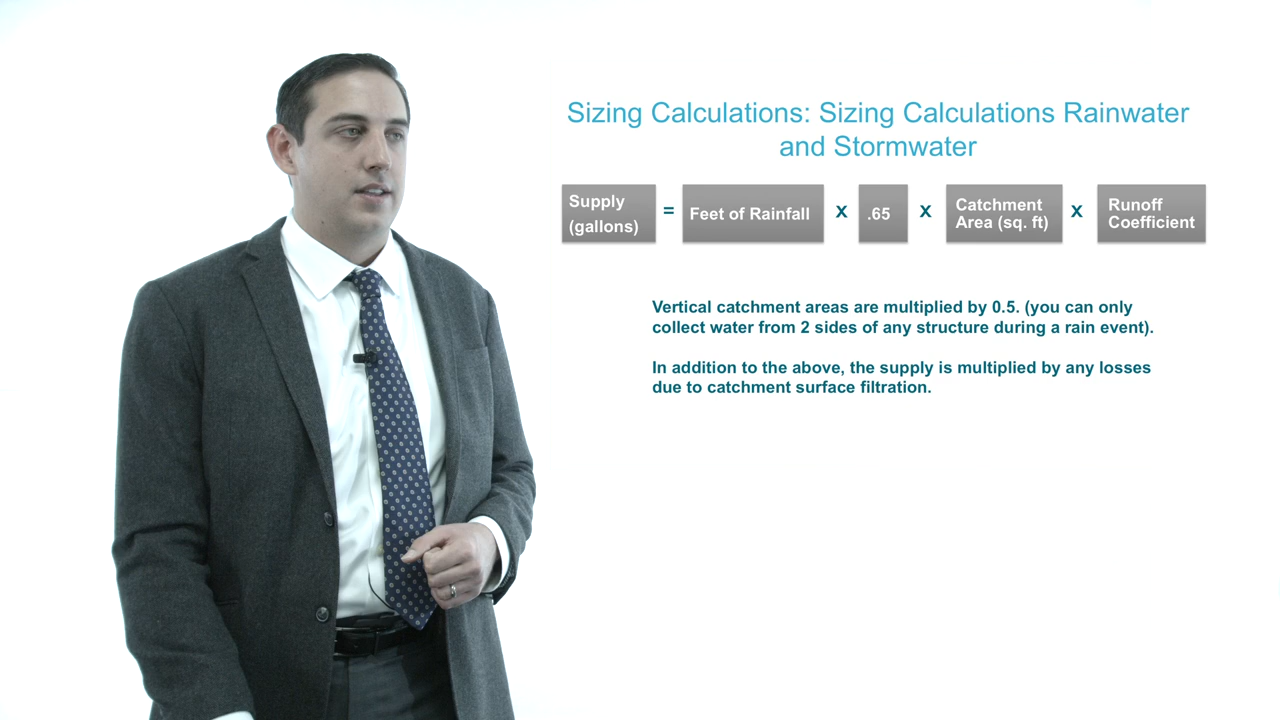 Sizing Calculations: Sizing Calculations Rainwater
and Stormwater
Supply
(gallons)
=
Feet of Rainfall
x
.65
x
Catchment
Area (sq. ft)
x
Runoff
Coefficient
Vertical catchment areas are multiplied by 0.5. (you can only
collect water from 2 sides of any structure during a rain event).
In addition to the above, the supply is multiplied by any losses
due to catchment surface filtration.